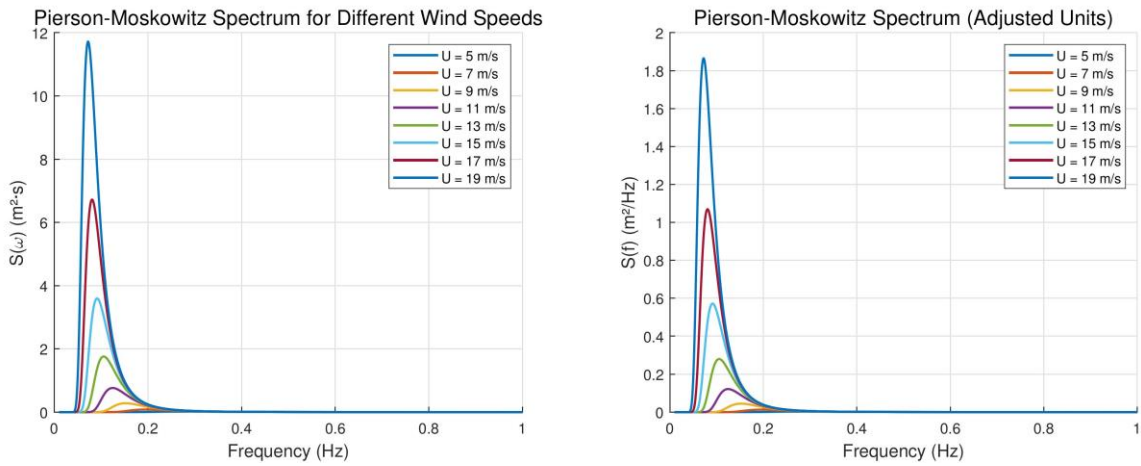 Pierson-Moskowitz Spectrum for Different Wind Speeds
12
10
8
6
4
2
0
S(ω) (m²·s)
0
0.2
0.4
0.6
0.8
1
Frequency (Hz)
U = 5 m/s
U = 7 m/s
U = 9 m/s
U = 11 m/s
U = 13 m/s
U = 15 m/s
U = 17 m/s
U = 19 m/s
Pierson-Moskowitz Spectrum (Adjusted Units)
2
1.8
1.6
1.4
1.2
1
0.8
0.6
0.4
0.2
0
S(f) (m²/Hz)
0
0.2
0.4
0.6
0.8
1
Frequency (Hz)
U = 5 m/s
U = 7 m/s
U = 9 m/s
U = 11 m/s
U = 13 m/s
U = 15 m/s
U = 17 m/s
U = 19 m/s